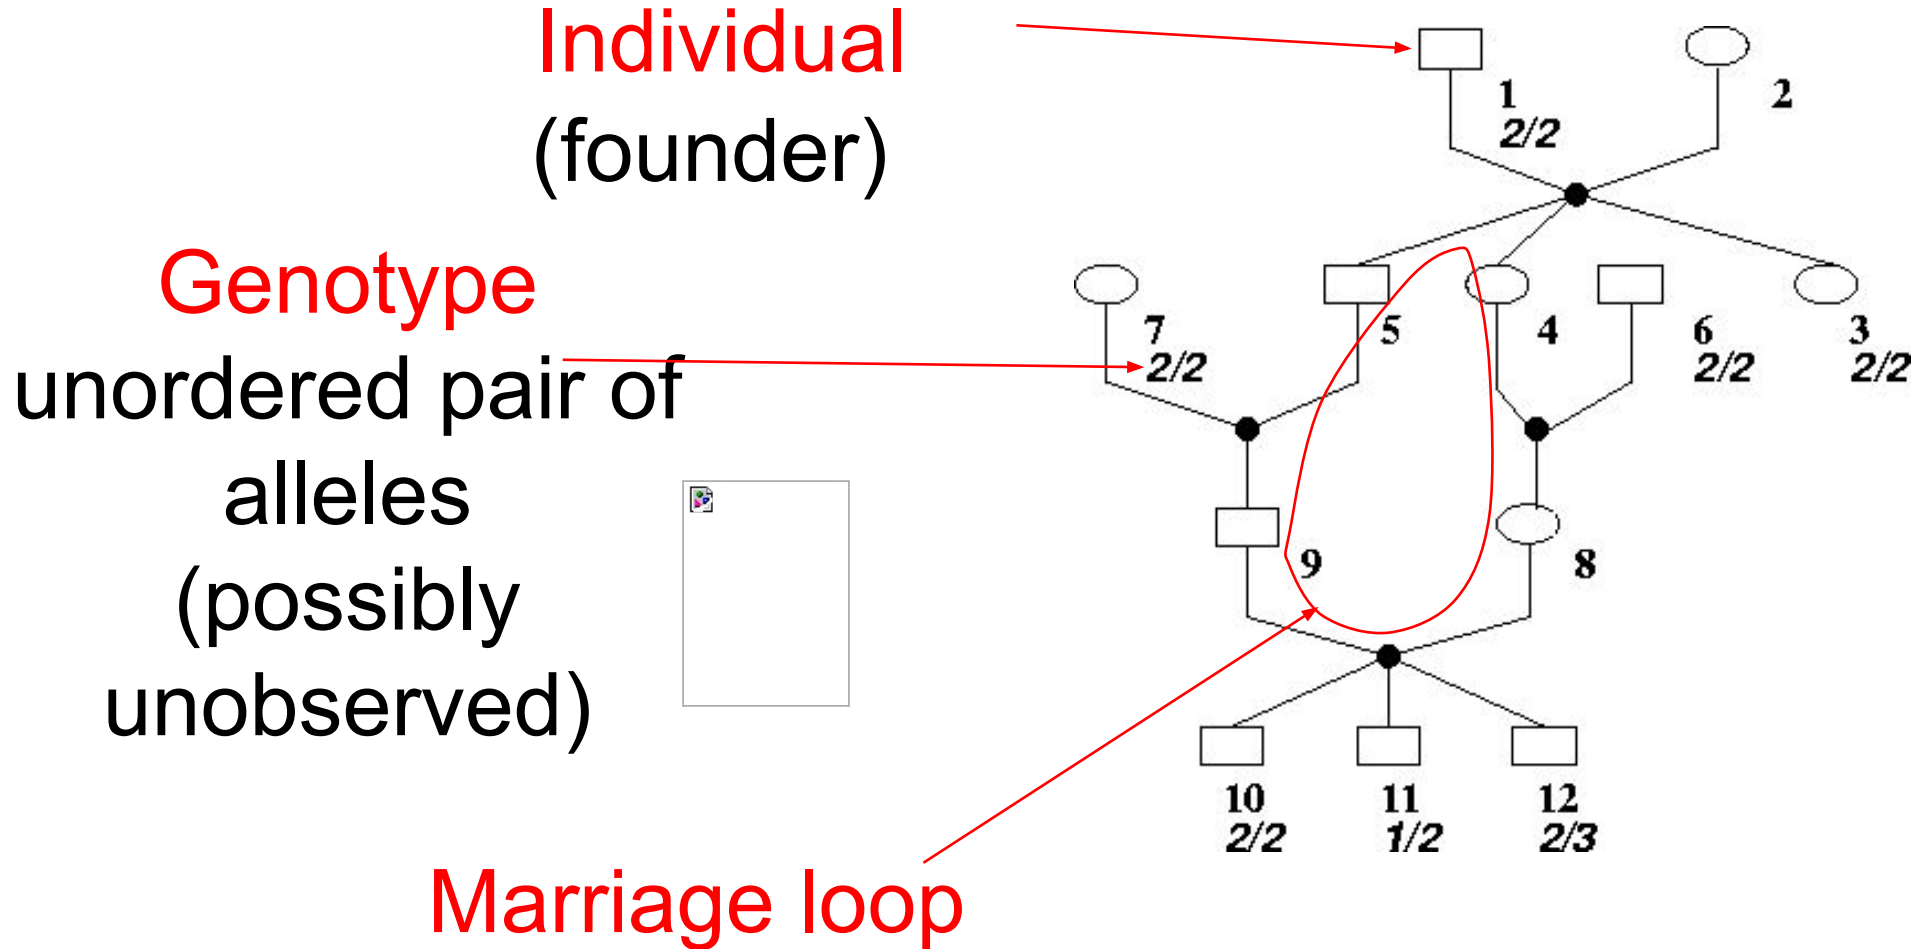 Individual
(founder)
Genotype
unordered pair of
alleles
(possibly
unobserved)
Marriage loop
1
2/2
2
7
2/2
5
4
6
2/2
3
2/2
9
8
10
2/2
11
1/2
12
2/3